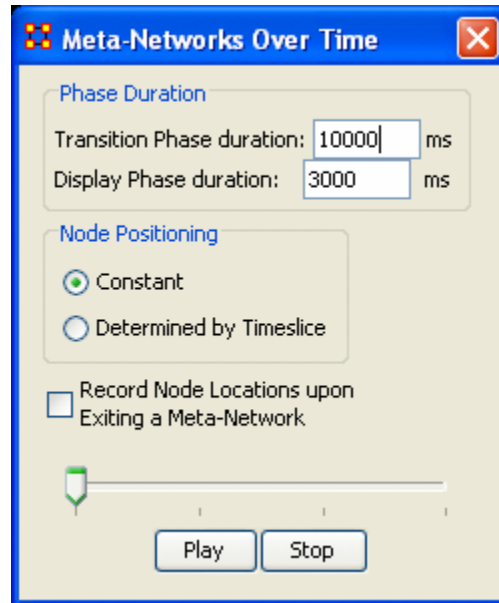 Meta-Networks Over Time
Phase Duration
Transition Phase duration: 10000 ms
Display Phase duration: 3000 ms
Node Positioning
Constant
Determined by Timeslice
Record Node Locations upon
Exiting a Meta-Network
Play Stop